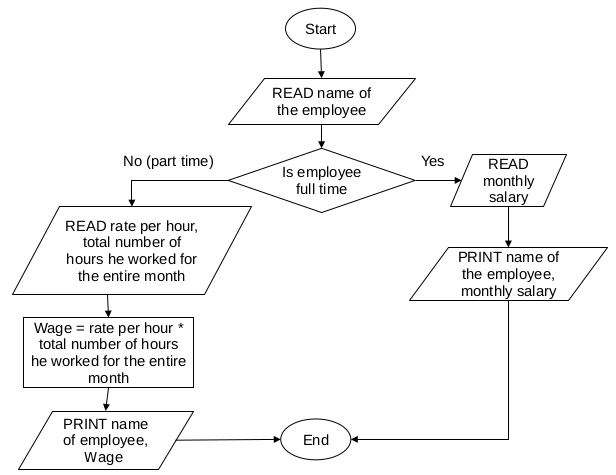 Start
READ name of
the employee
Is employee
full time
No (part time)
Yes
READ
monthly
salary
READ rate per hour,
total number of
hours he worked for
the entire month
PRINT name of
the employee,
monthly salary
Wage = rate per hour *
total number of hours
he worked for the entire
month
PRINT name
of employee,
Wage
End